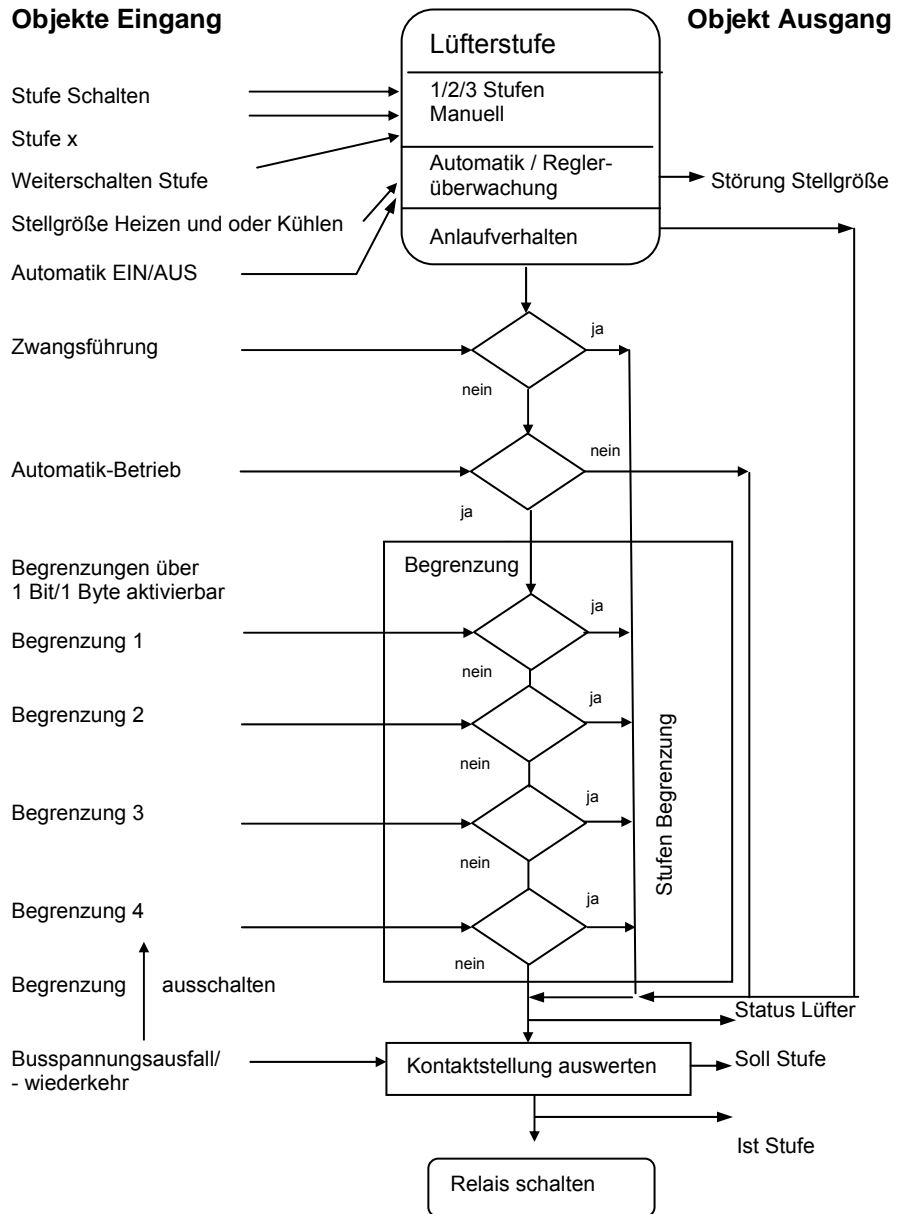 Objekte Eingang
Objekt Ausgang
Lüfterstufe
1/2/3 Stufen
Manuell
Stufe Schalten
Stufe x
Weiterschalten Stufe
Automatik / Regler-
überwachung
Störung Stellgröße
Stellgröße Heizen und oder Kühlen
Anlaufverhalten
Automatik EIN/AUS
ja
Zwangsführung
nein
nein
Automatik-Betrieb
ja
Begrenzung
Begrenzungen über
1 Bit/1 Byte aktivierbar
ja
Begrenzung 1
nein
ja
Begrenzung 2
nein
Stufen Begrenzung
ja
Begrenzung 3
nein
ja
Begrenzung 4
nein
Begrenzung ausschalten
Status Lüfter
Busspannungsausfall/
- wiederkehr
Kontaktstellung auswerten
Soll Stufe
Ist Stufe
Relais schalten